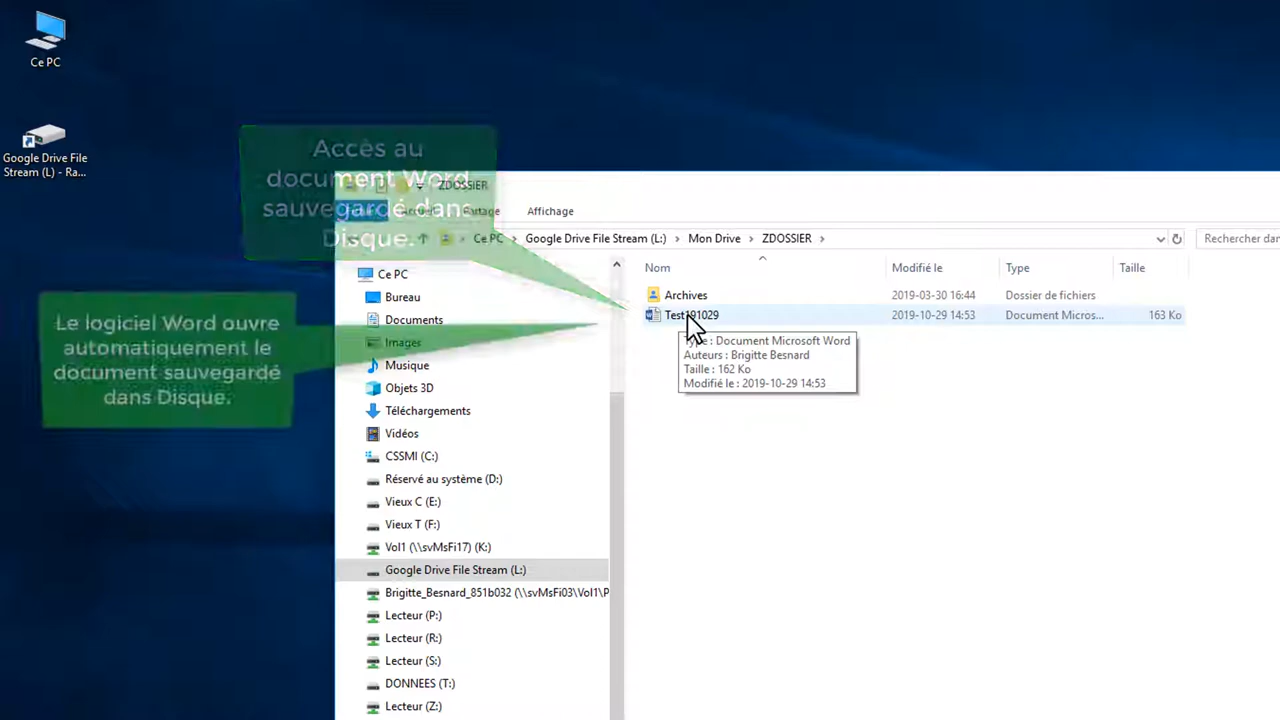 Ce PC
Google Drive File
Stream (L) - Ra...
Accès au
document Word
sauvegardé dans
Disque.
Le logiciel Word ouvre
automatiquement le
document sauvegardé
dans Disque.
ZDOSSIER
Partage
Affichage
Ce PC
Google Drive File Stream (L:)
Mon Drive
ZDOSSIER
Rechercher dan
Ce PC
Bureau
Documents
Images
Musique
Objets 3D
Téléchargements
Vidéos
CSSMI (C:)
Réservé au système (D:)
Vieux C (E:)
Vieux T (F:)
Vol1 (\\svMsFi17) (K:)
Google Drive File Stream (L:)
Brigitte_Besnard_851b032 (\\svMsFi03\Vol1\P
Lecteur (P:)
Lecteur (R:)
Lecteur (S:)
DONNEES (T:)
Lecteur (Z:)
Nom Modifié le Type Taille
Archives 2019-03-30 16:44 Dossier de fichiers
Test191029 2019-10-29 14:53 Document Micros... 163 Ko
Type : Document Microsoft Word
Auteurs : Brigitte Besnard
Taille : 162 Ko
Modifié le : 2019-10-29 14:53